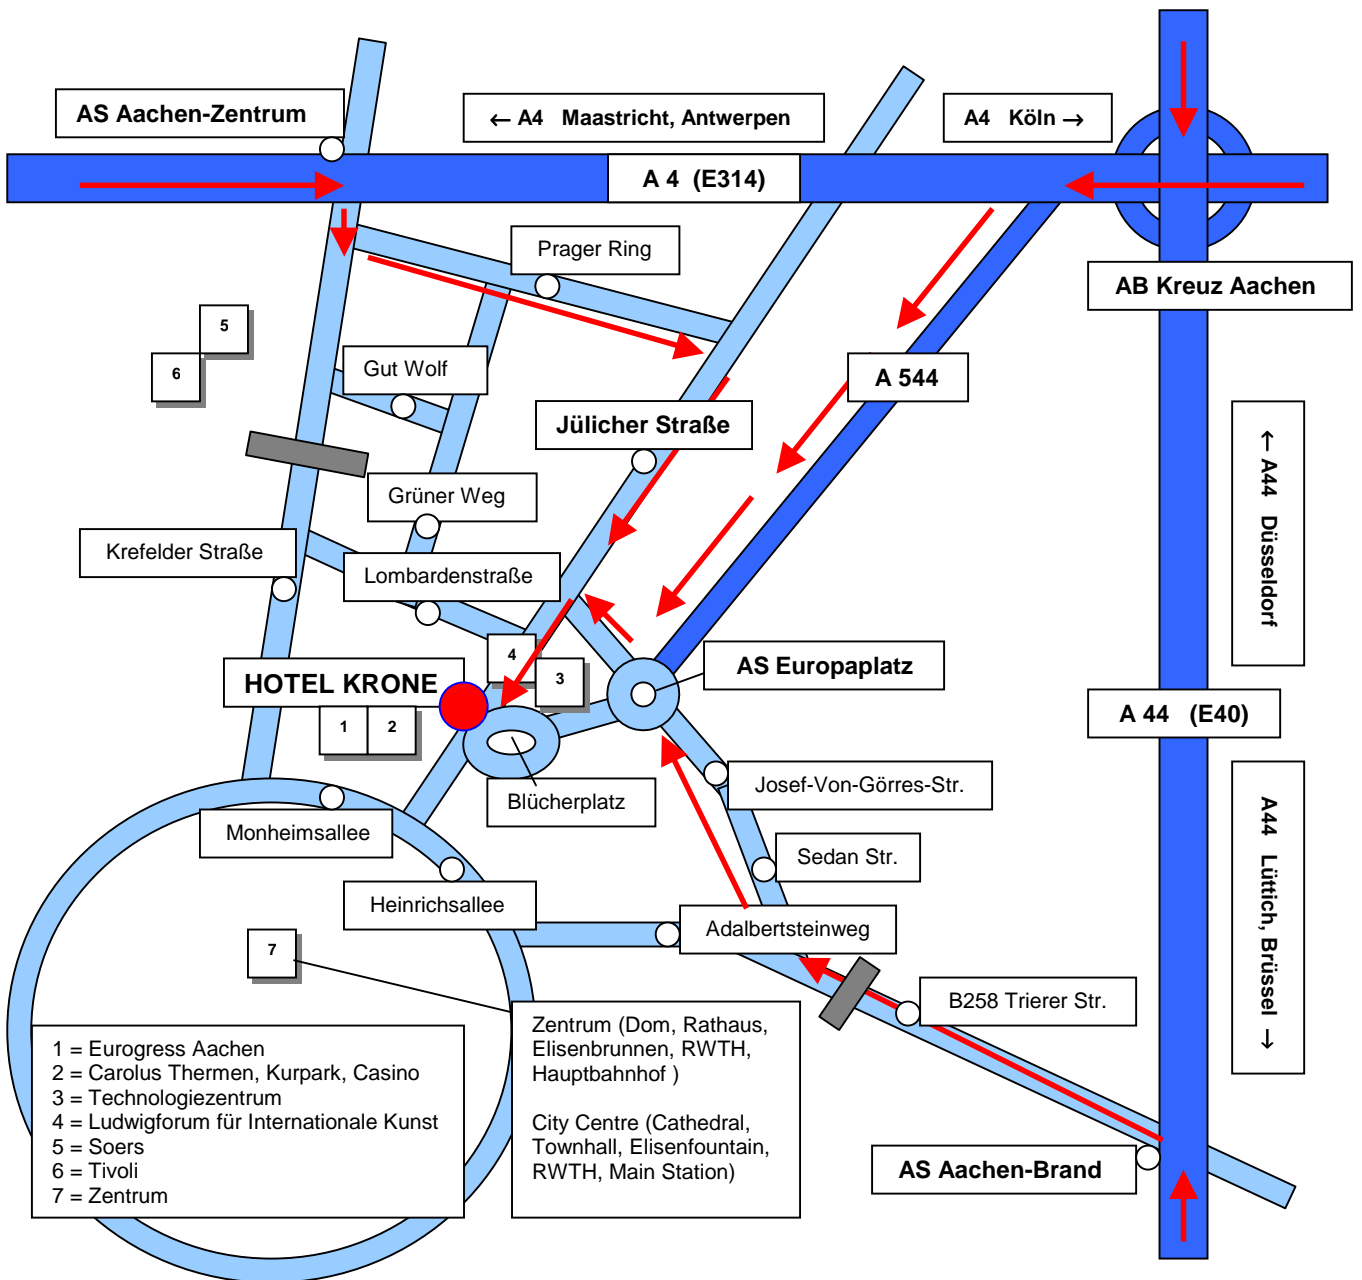 AS Aachen-Zentrum
← A4 Maastricht, Antwerpen
A4 Köln →
A 4 (E314)
Prager Ring
AB Kreuz Aachen
5
6
Gut Wolf
A 544
Jülicher Straße
← A44 Düsseldorf
Grüner Weg
Krefelder Straße
Lombardenstraße
4
3
AS Europaplatz
HOTEL KRONE
1
2
A 44 (E40)
Blücherplatz
Josef-Von-Görres-Str.
Monheimsallee
A44 Lüttich, Brüssel →
Sedan Str.
Heinrichsallee
Adalbertsteinweg
7
B258 Trierer Str.
1 = Eurogress Aachen
2 = Carolus Thermen, Kurpark, Casino
3 = Technologiezentrum
4 = Ludwigforum für Internationale Kunst
5 = Soers
6 = Tivoli
7 = Zentrum
Zentrum (Dom, Rathaus,
Elisenbrunnen, RWTH,
Hauptbahnhof )
City Centre (Cathedral,
Townhall, Elisenfountain,
RWTH, Main Station)
AS Aachen-Brand